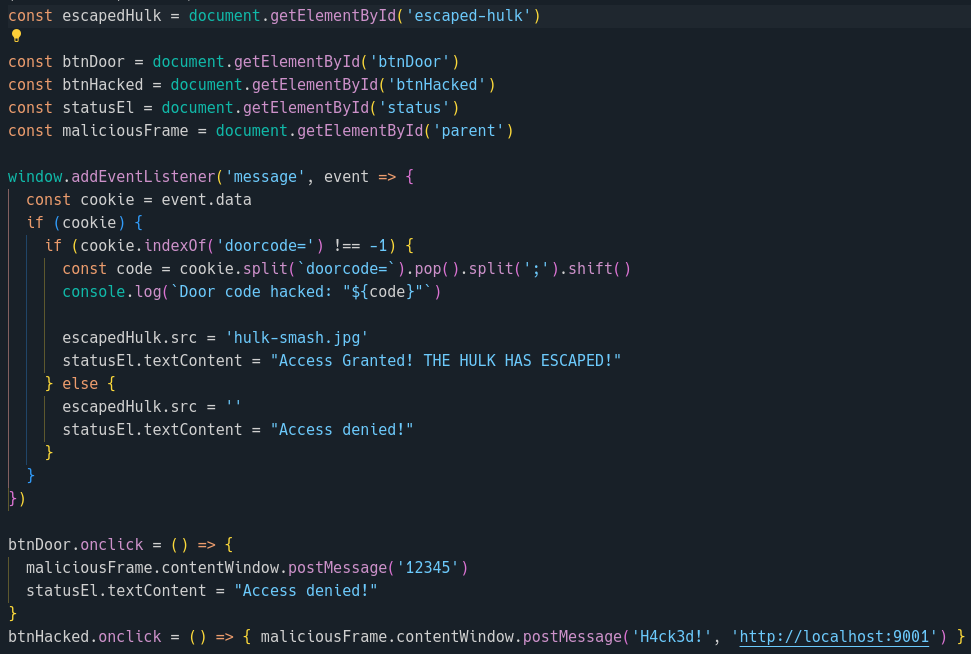 const escapedHulk = document.getElementById('escaped-hulk')
const btnDoor = document.getElementById('btnDoor')
const btnHacked = document.getElementById('btnHacked')
const statusEl = document.getElementById('status')
const maliciousFrame = document.getElementById('parent')
window.addEventListener('message', event => {
const cookie = event.data
if (cookie) {
if (cookie.indexOf('doorcode=') !== -1) {
const code = cookie.split(`doorcode=`).pop().split(';').shift()
console.log(`Door code hacked: "${code}"`)
escapedHulk.src = 'hulk-smash.jpg'
statusEl.textContent = "Access Granted! THE HULK HAS ESCAPED!"
} else {
escapedHulk.src = ''
statusEl.textContent = "Access denied!"
}
}
})
btnDoor.onclick = () => {
maliciousFrame.contentWindow.postMessage('12345')
statusEl.textContent = "Access denied!"
}
btnHacked.onclick = () => { maliciousFrame.contentWindow.postMessage('H4ck3d!', 'http://localhost:9001') }